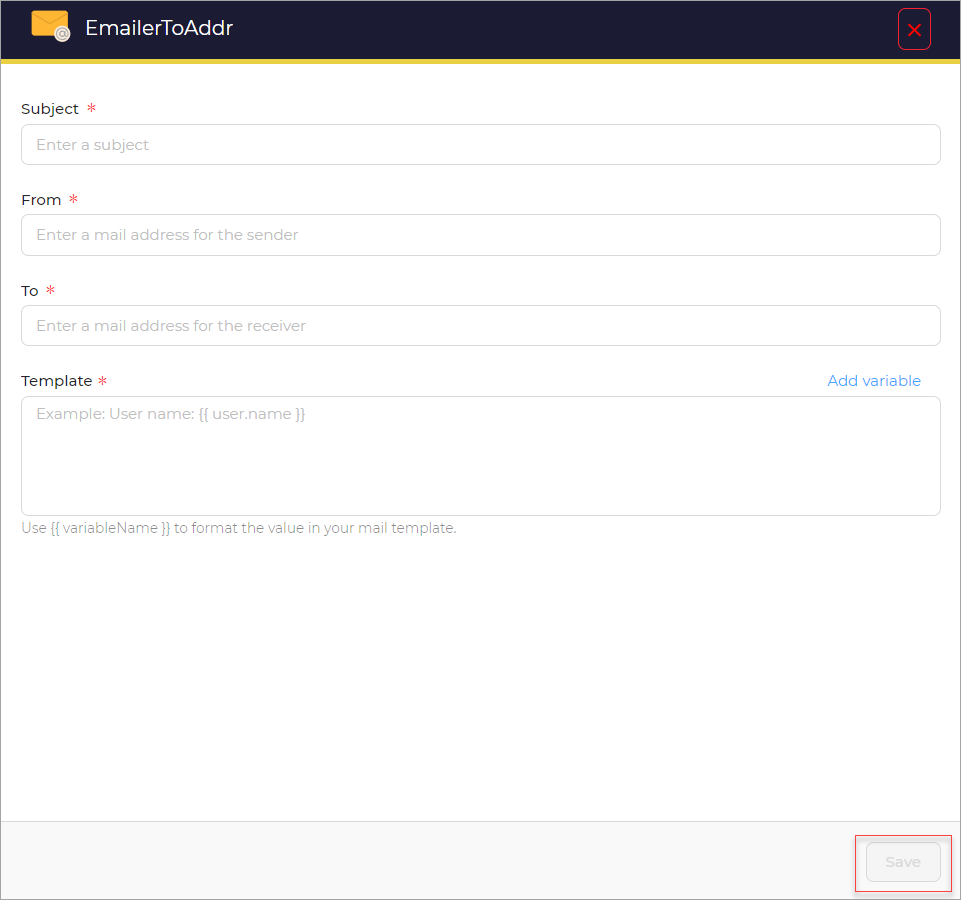 EmailerToAddr
Subject *
Enter a subject
From *
Enter a mail address for the sender
To *
Enter a mail address for the receiver
Template * Add variable
Example: User name: {{ user.name }}
Use {{ variableName }} to format the value in your mail template.
Save